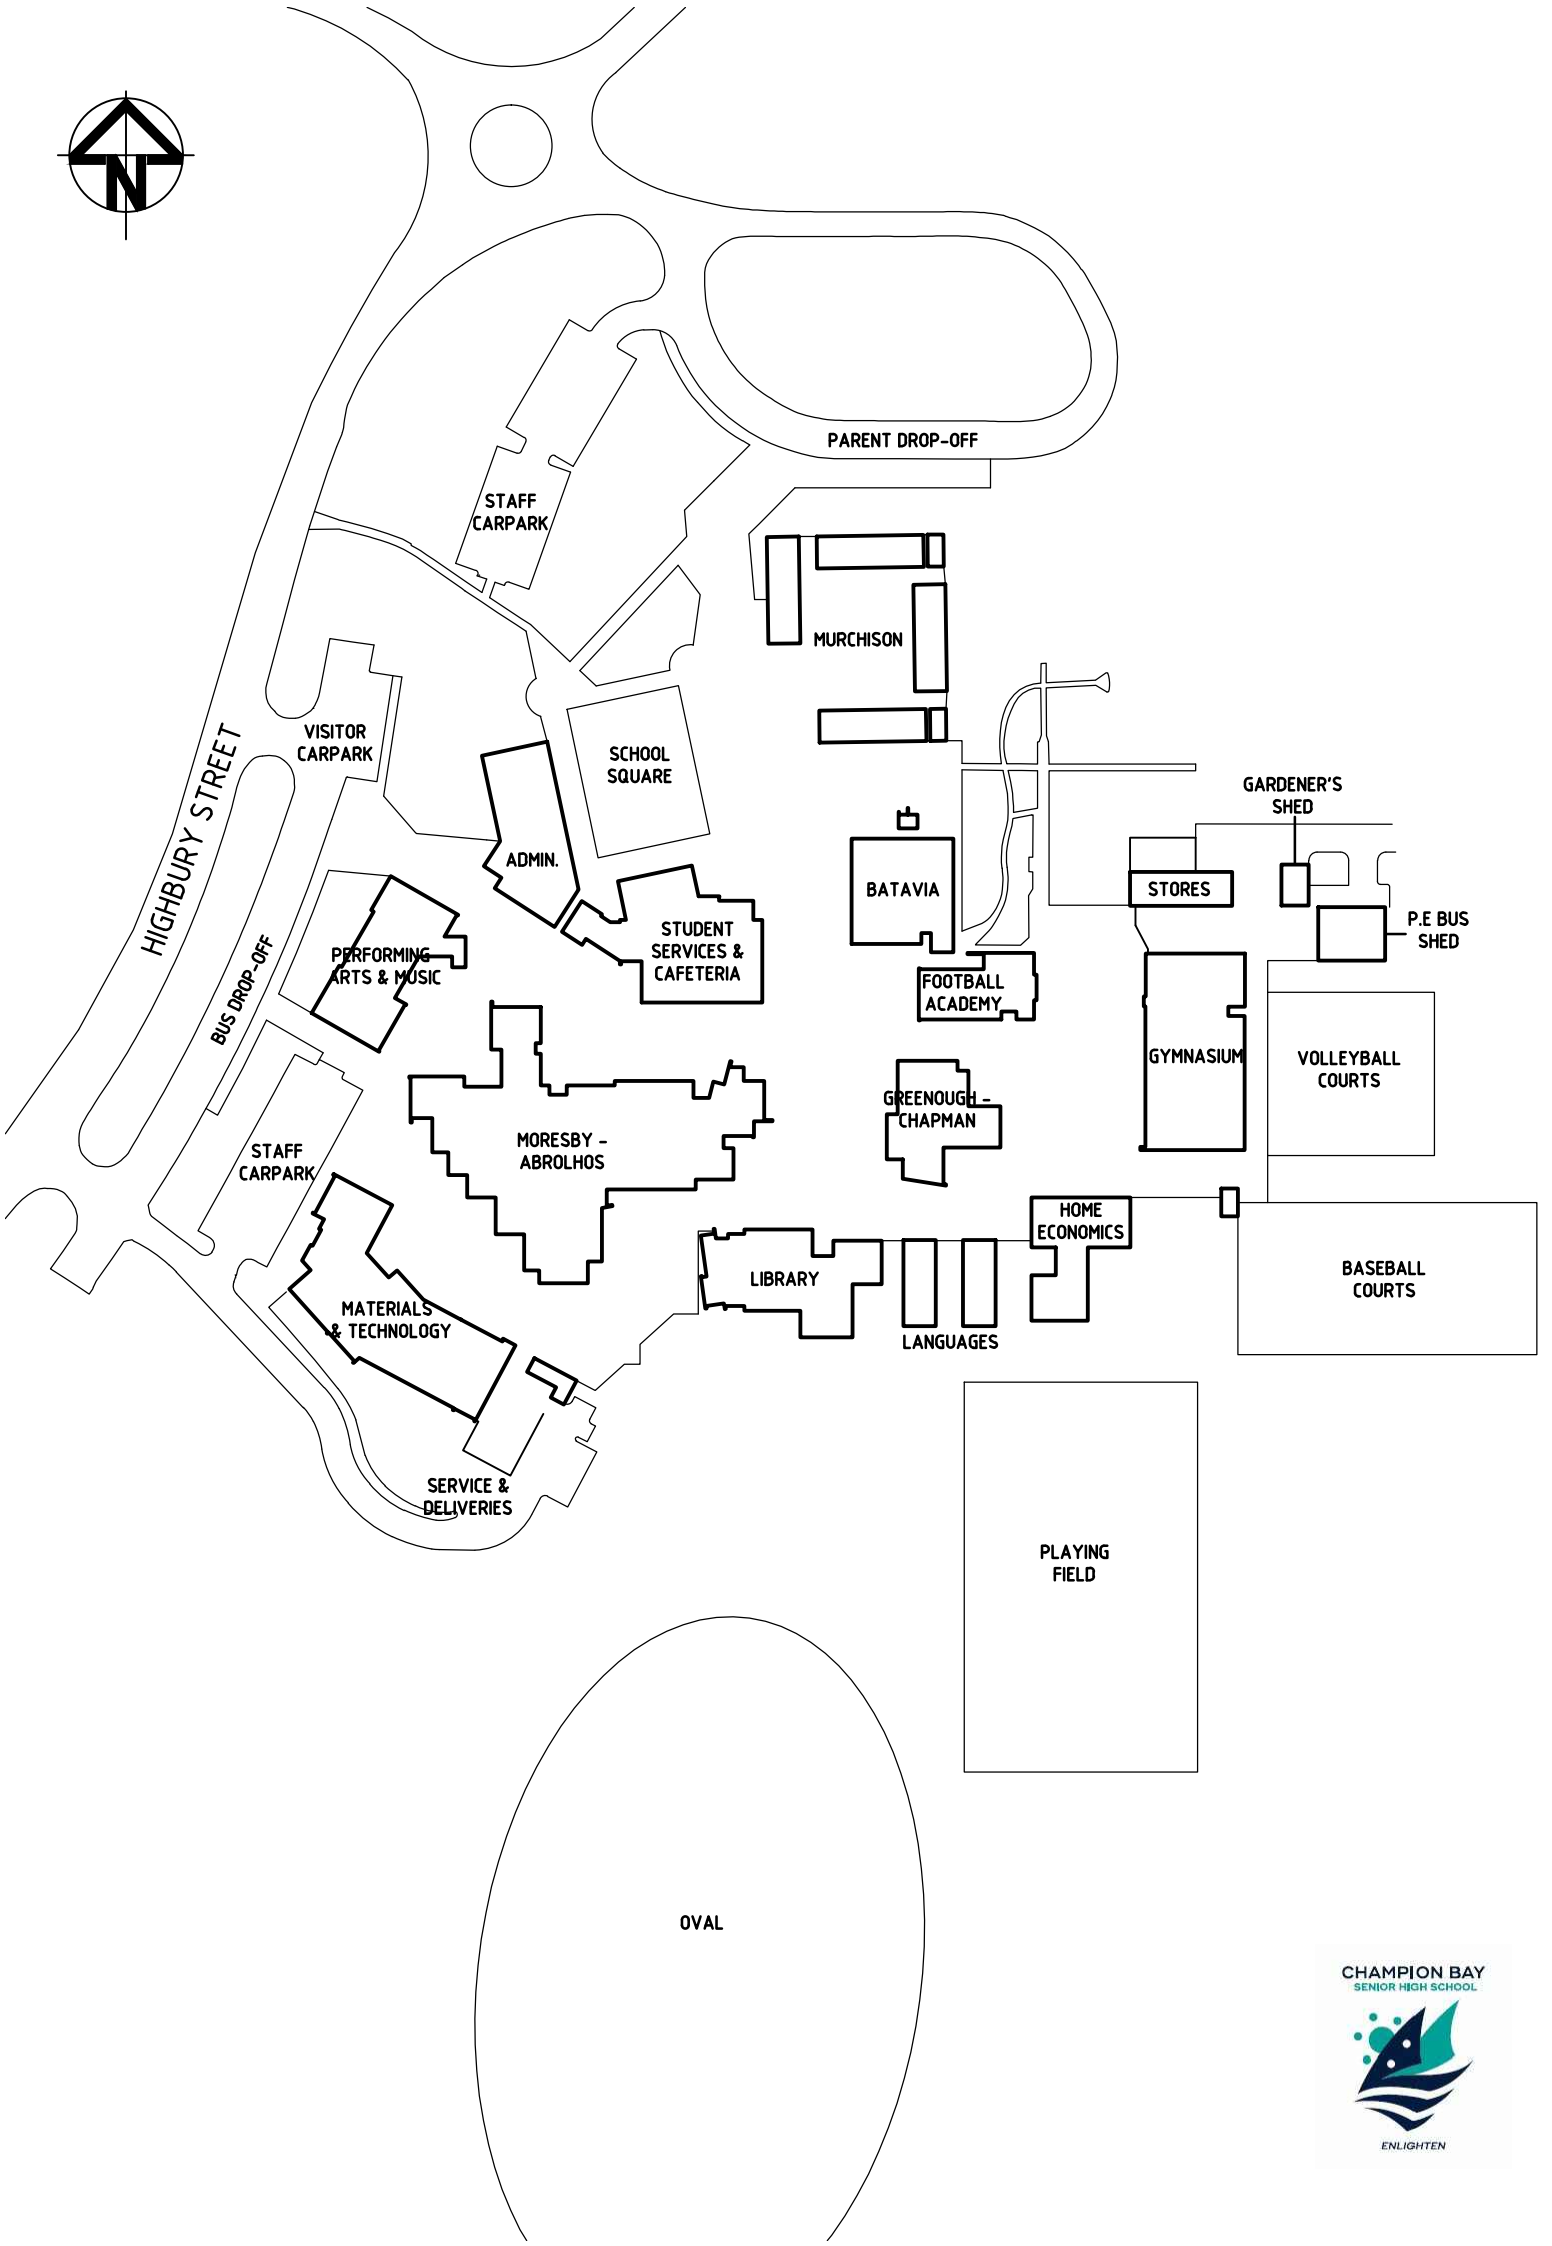 N
PARENT DROP-OFF
STAFF
CARPARK
MURCHISON
VISITOR
CARPARK
SCHOOL
SQUARE
HIGHBURY STREET
GARDENER'S
SHED
ADMIN.
BATAVIA
STORES
P.E BUS
SHED
STUDENT
SERVICES &
CAFETERIA
PERFORMING
ARTS & MUSIC
BUS DROP-OFF
FOOTBALL
ACADEMY
GYMNASIUM
VOLLEYBALL
COURTS
GREENOUGH -
CHAPMAN
MORESBY -
ABROLHOS
STAFF
CARPARK
HOME
ECONOMICS
LIBRARY
BASEBALL
COURTS
MATERIALS
& TECHNOLOGY
LANGUAGES
SERVICE &
DELIVERIES
PLAYING
FIELD
OVAL
CHAMPION BAY
SENIOR HIGH SCHOOL
ENLIGHTEN